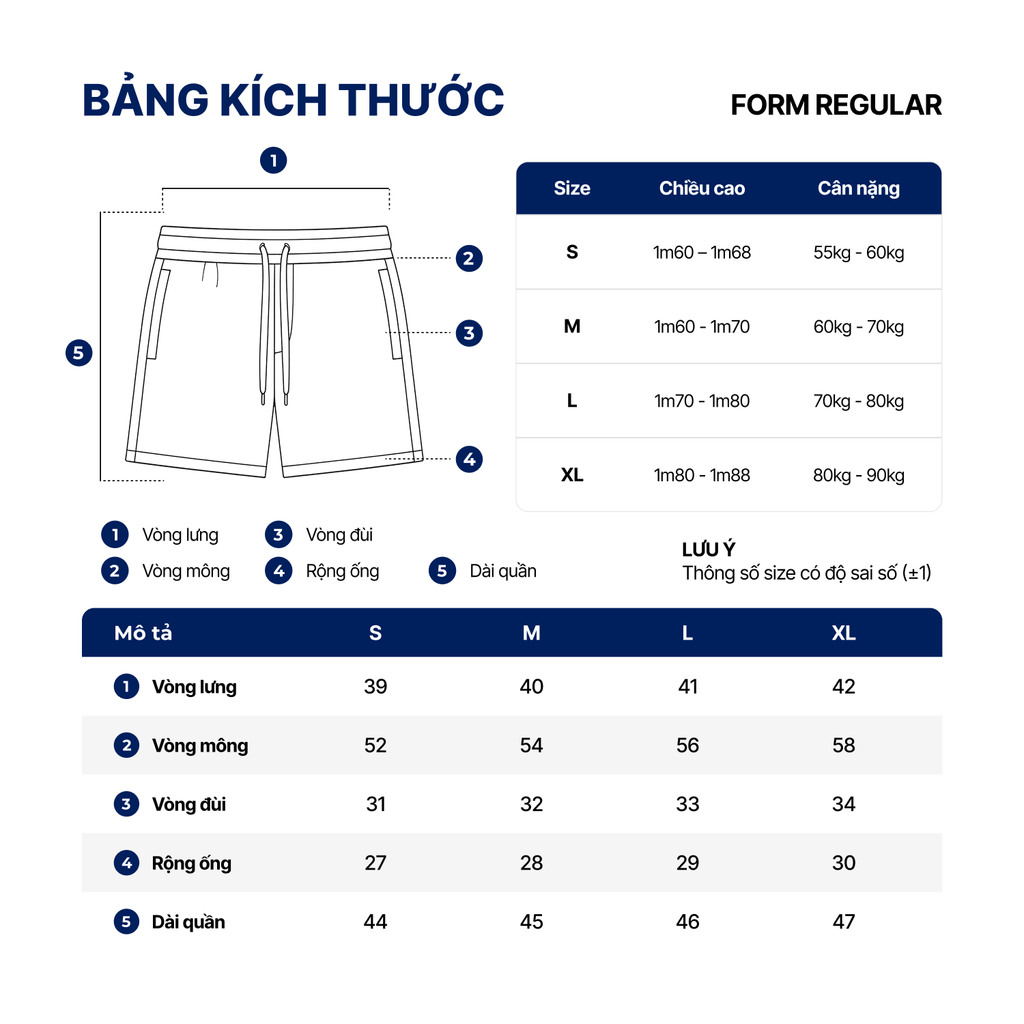 BẢNG KÍCH THƯỚC
FORM REGULAR
1
2
3
4
5
Size Chiều cao Cân nặng
S 1m60 – 1m68 55kg - 60kg
M 1m60 - 1m70 60kg - 70kg
L 1m70 - 1m80 70kg - 80kg
XL 1m80 - 1m88 80kg - 90kg
1 Vòng lưng 3 Vòng đùi
2 Vòng mông 4 Rộng ống 5 Dài quần
LƯU Ý
Thông số size có độ sai số (±1)
Mô tả S M L XL
1 Vòng lưng 39 40 41 42
2 Vòng mông 52 54 56 58
3 Vòng đùi 31 32 33 34
4 Rộng ống 27 28 29 30
5 Dài quần 44 45 46 47